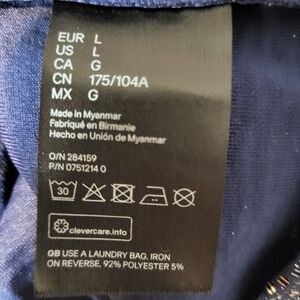 EUR L
US L
CA G
CN 175/104A
MX G
Made in Myanmar
Fabriqué en Birmanie
Hecho en Unión de Myanmar
O/N 284159
P/N 0751214 0
30
clevercare.info
GB USE A LAUNDRY BAG. IRON
ON REVERSE. 92% POLYESTER 5%